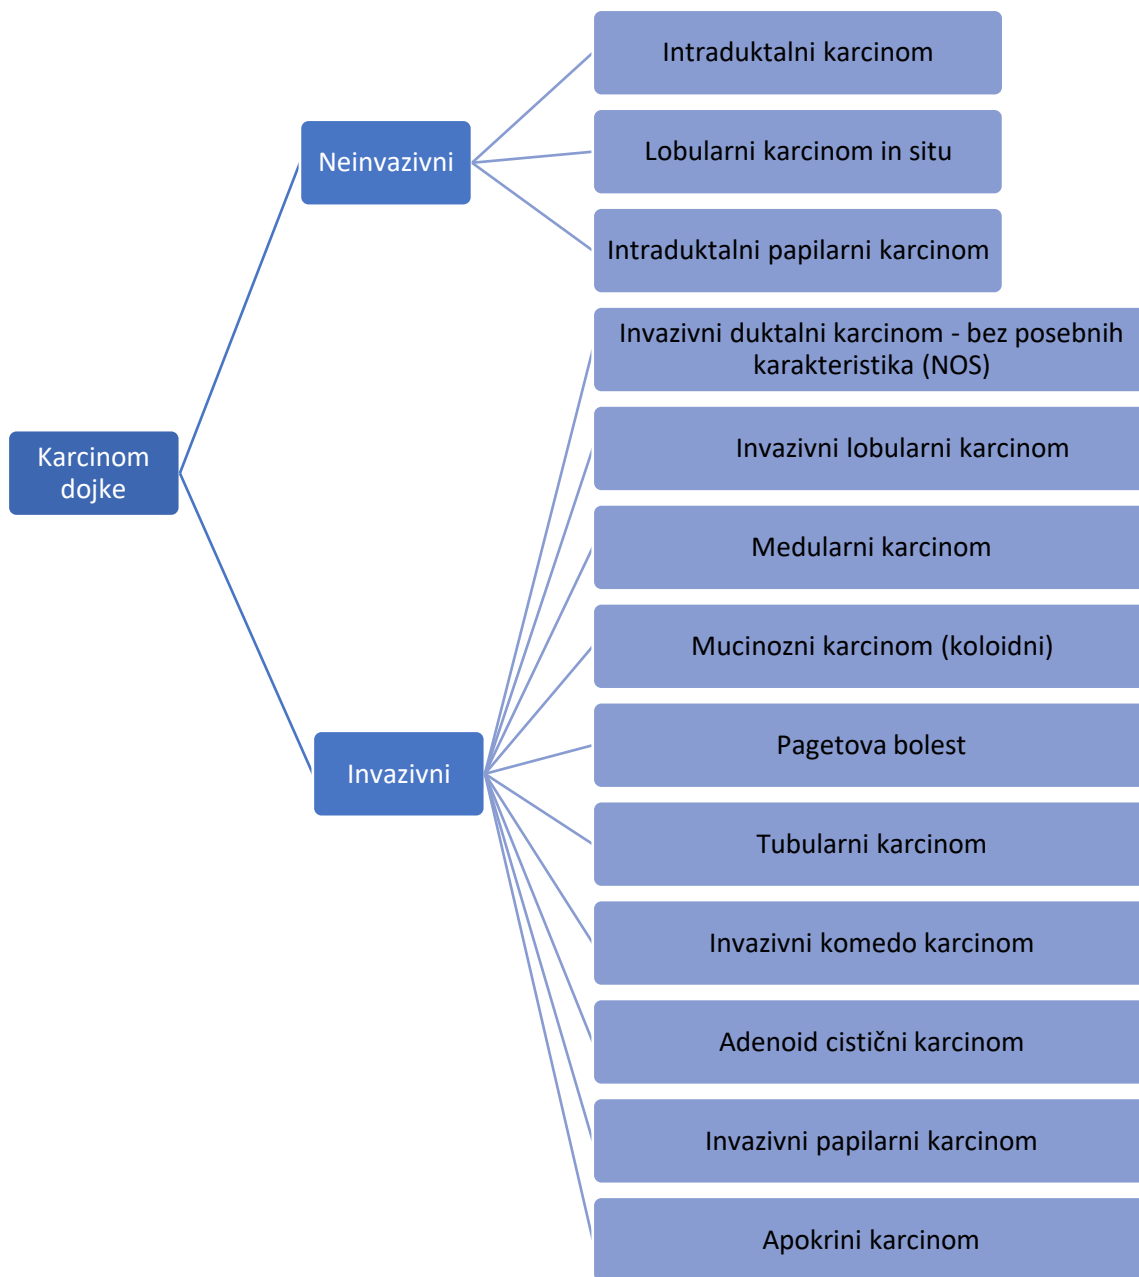 Karcinom
dojke
Neinvazivni
Intraduktalni karcinom
Lobularni karcinom in situ
Intraduktalni papilarni karcinom
Invazivni
Invazivni duktalni karcinom - bez posebnih
karakteristika (NOS)
Invazivni lobularni karcinom
Medularni karcinom
Mucinozni karcinom (koloidni)
Pagetova bolest
Tubularni karcinom
Invazivni komedo karcinom
Adenoid cistični karcinom
Invazivni papilarni karcinom
Apokrini karcinom